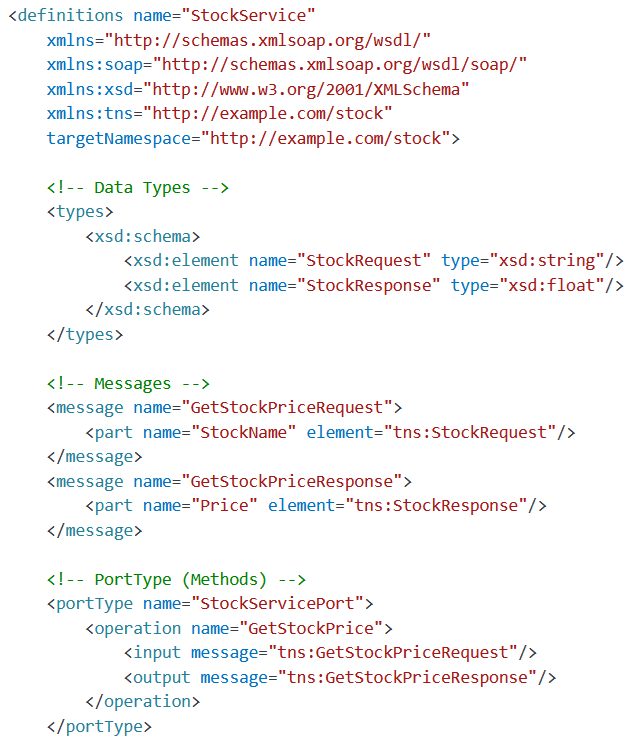 <definitions name="StockService"
    xmlns="http://schemas.xmlsoap.org/wsdl/"
    xmlns:soap="http://schemas.xmlsoap.org/wsdl/soap/"
    xmlns:xsd="http://www.w3.org/2001/XMLSchema"
    xmlns:tns="http://example.com/stock"
    targetNamespace="http://example.com/stock">

    <!-- Data Types -->
    <types>
        <xsd:schema>
            <xsd:element name="StockRequest" type="xsd:string"/>
            <xsd:element name="StockResponse" type="xsd:float"/>
        </xsd:schema>
    </types>

    <!-- Messages -->
    <message name="GetStockPriceRequest">
        <part name="StockName" element="tns:StockRequest"/>
    </message>
    <message name="GetStockPriceResponse">
        <part name="Price" element="tns:StockResponse"/>
    </message>

    <!-- PortType (Methods) -->
    <portType name="StockServicePort">
        <operation name="GetStockPrice">
            <input message="tns:GetStockPriceRequest"/>
            <output message="tns:GetStockPriceResponse"/>
        </operation>
    </portType>